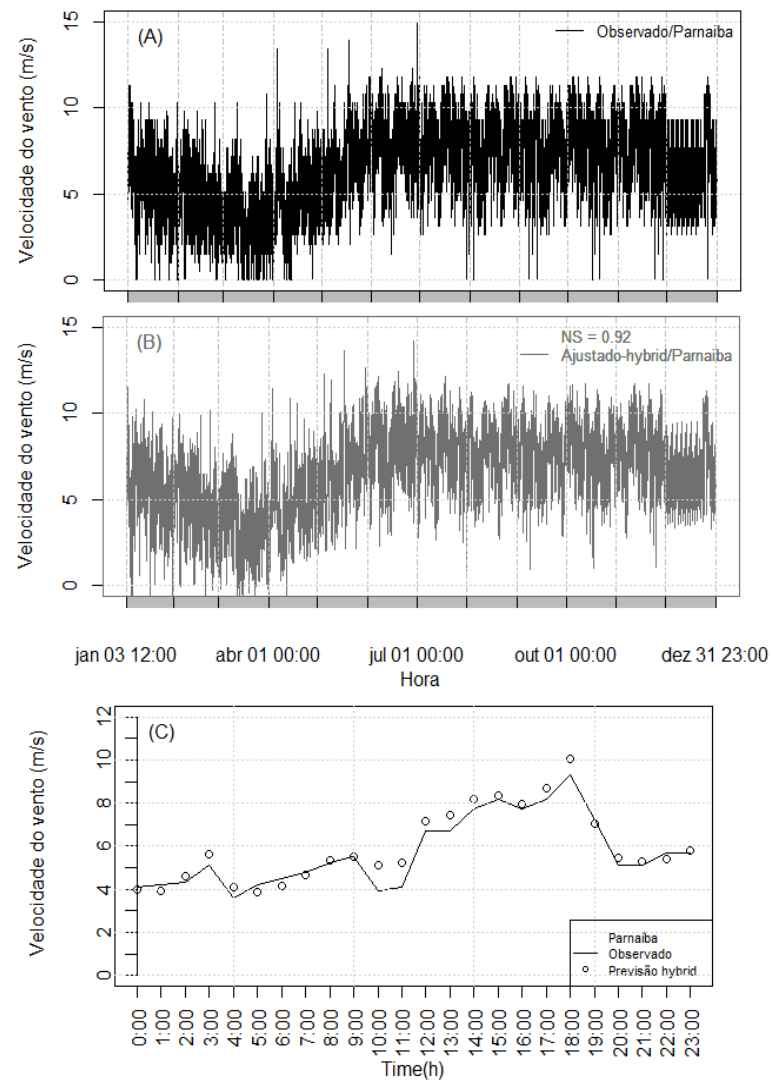 (A)
Observado/Parnaiba
Velocidade do vento (m/s)
15
10
5
0
(B)
NS = 0.92
Ajustado-hybrid/Parnaiba
Velocidade do vento (m/s)
15
10
5
0
jan 03 12:00 abr 01 00:00 jul 01 00:00 out 01 00:00 dez 31 23:00
Hora
(C)
Velocidade do vento (m/s)
12
10
8
6
4
2
0
Parnaíba
Observado
Previsão hybrid
0:00 1:00 2:00 3:00 4:00 5:00 6:00 7:00 8:00 9:00 10:00 11:00 12:00 13:00 14:00 15:00 16:00 17:00 18:00 19:00 20:00 21:00 22:00 23:00
Time(h)